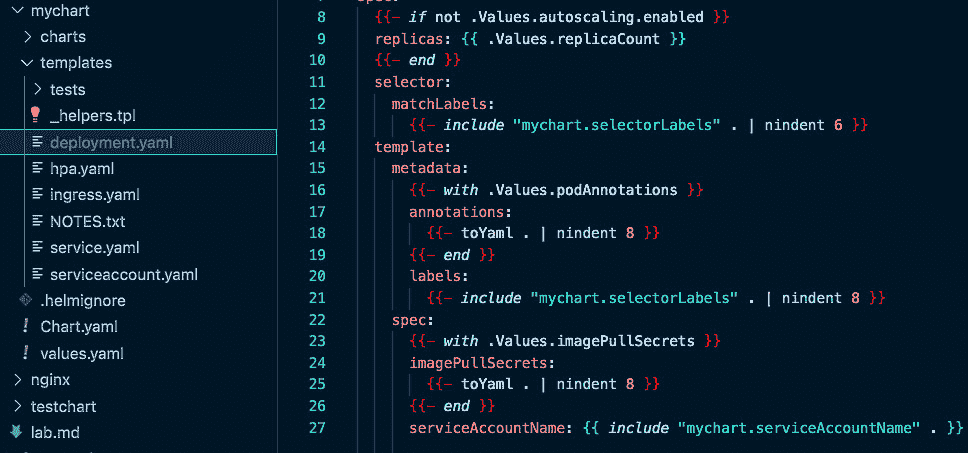 mychart
charts
templates
tests
_helpers.tpl
deployment.yaml
hpa.yaml
ingress.yaml
NOTES.txt
service.yaml
serviceaccount.yaml
.helmignore
! Chart.yaml
! values.yaml
nginx
testchart
lab.md
8 {{- if not .Values.autoscaling.enabled }}
9 replicas: {{ .Values.replicaCount }}
10 {{- end }}
11 selector:
12 matchLabels:
13 {{- include "mychart.selectorLabels" . | nindent 6 }}
14 template:
15 metadata:
16 {{- with .Values.podAnnotations }}
17 annotations:
18 {{- toYaml . | nindent 8 }}
19 {{- end }}
20 labels:
21 {{- include "mychart.selectorLabels" . | nindent 8 }}
22 spec:
23 {{- with .Values.imagePullSecrets }}
24 imagePullSecrets:
25 {{- toYaml . | nindent 8 }}
26 {{- end }}
27 serviceAccountName: {{ include "mychart.serviceAccountName" . }}